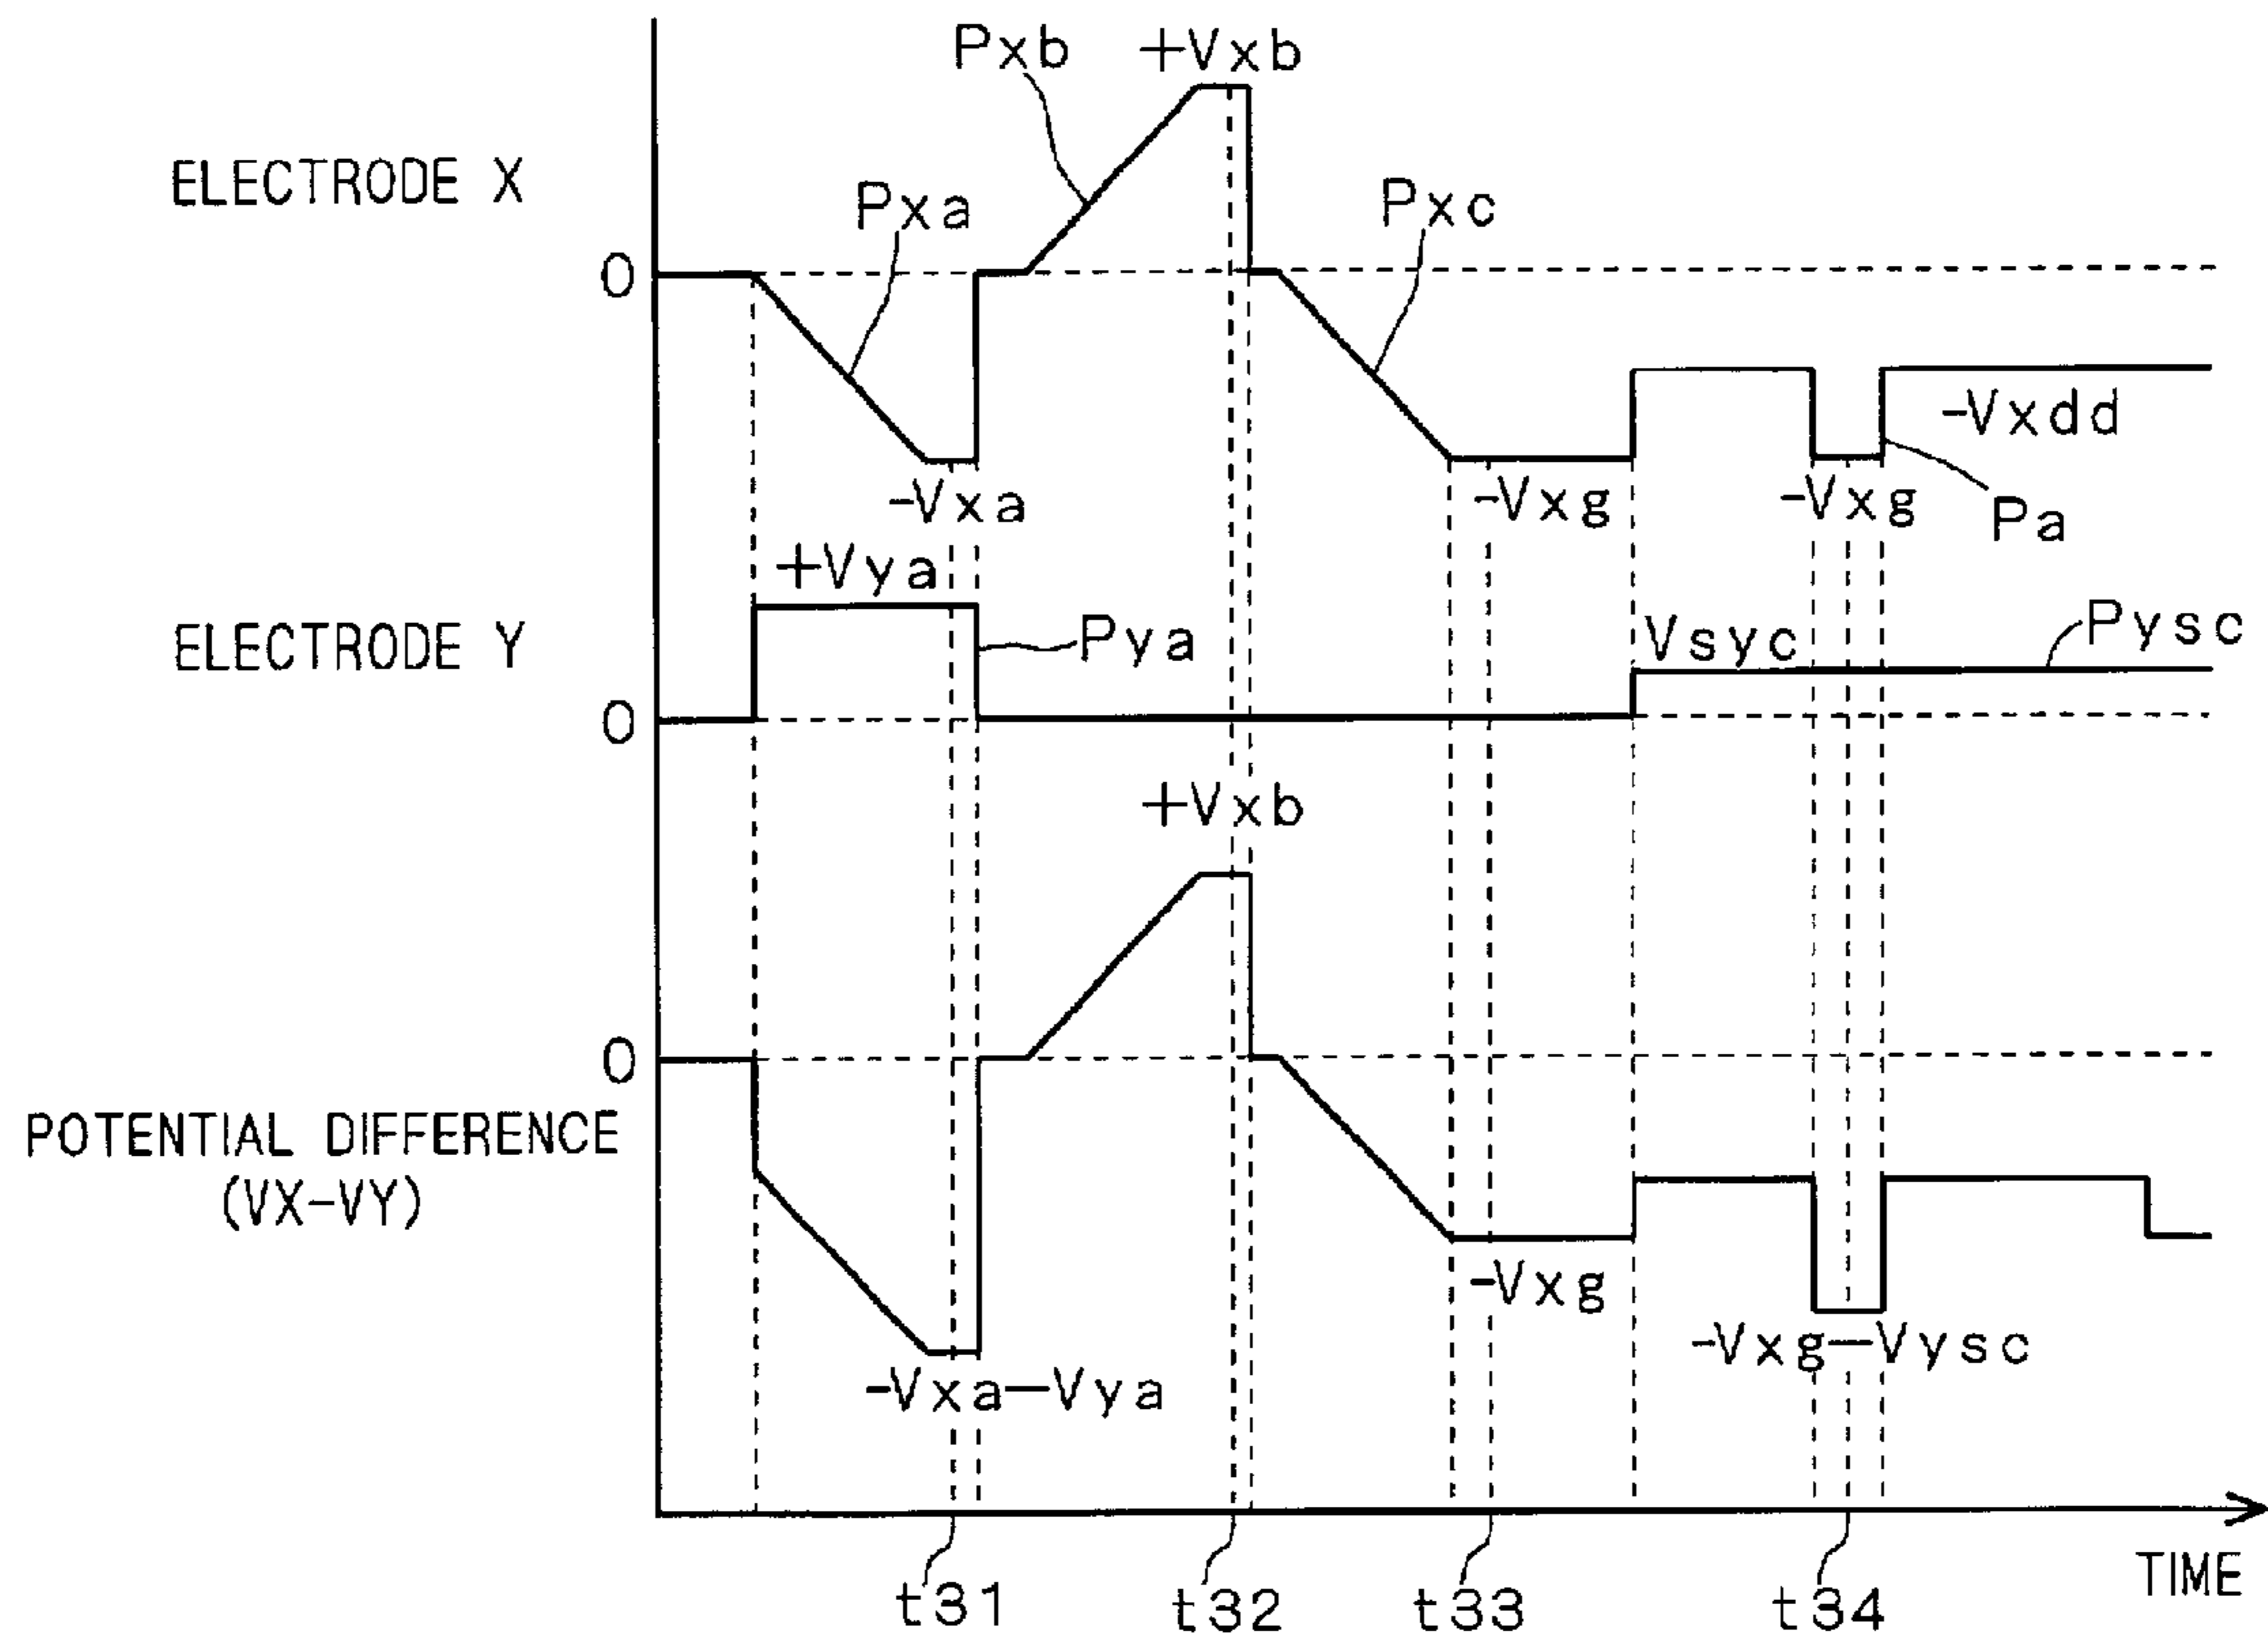 Pxb
+Vxb
ELECTRODE X
Pxa
Pxc
0
-Vxdd
-Vxa
-Vxg
-Vxg
Pa
+Vya
ELECTRODE Y
Pya
Vsyc
Pysc
0
+Vxb
0
POTENTIAL DIFFERENCE
(VX-VY)
-Vxg
-Vxg-Vysc
-Vxa-Vya
TIME
t31
t32
t33
t34